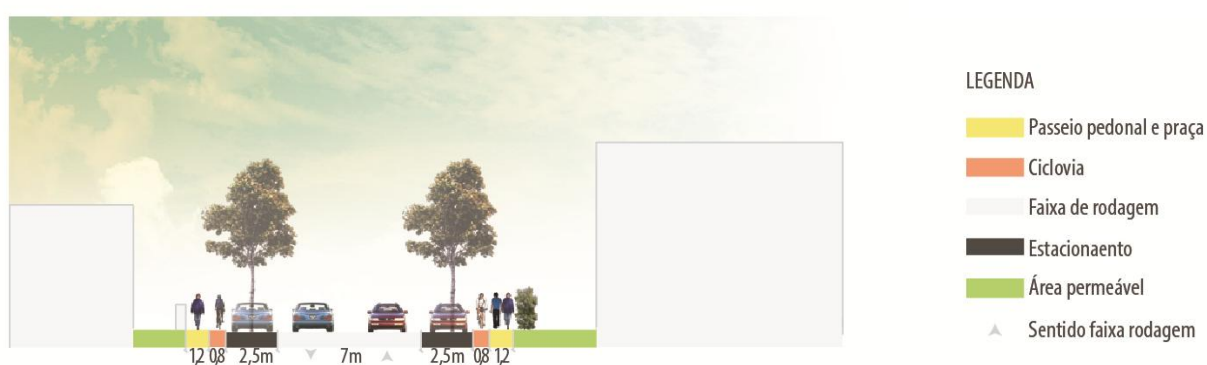 LEGENDA
Passeio pedonal e praça
Ciclovia
Faixa de rodagem
Estacionaento
Área permeável
Sentido faixa rodagem
1,2 0,8 2,5m 7m 2,5m 0,8 1,2